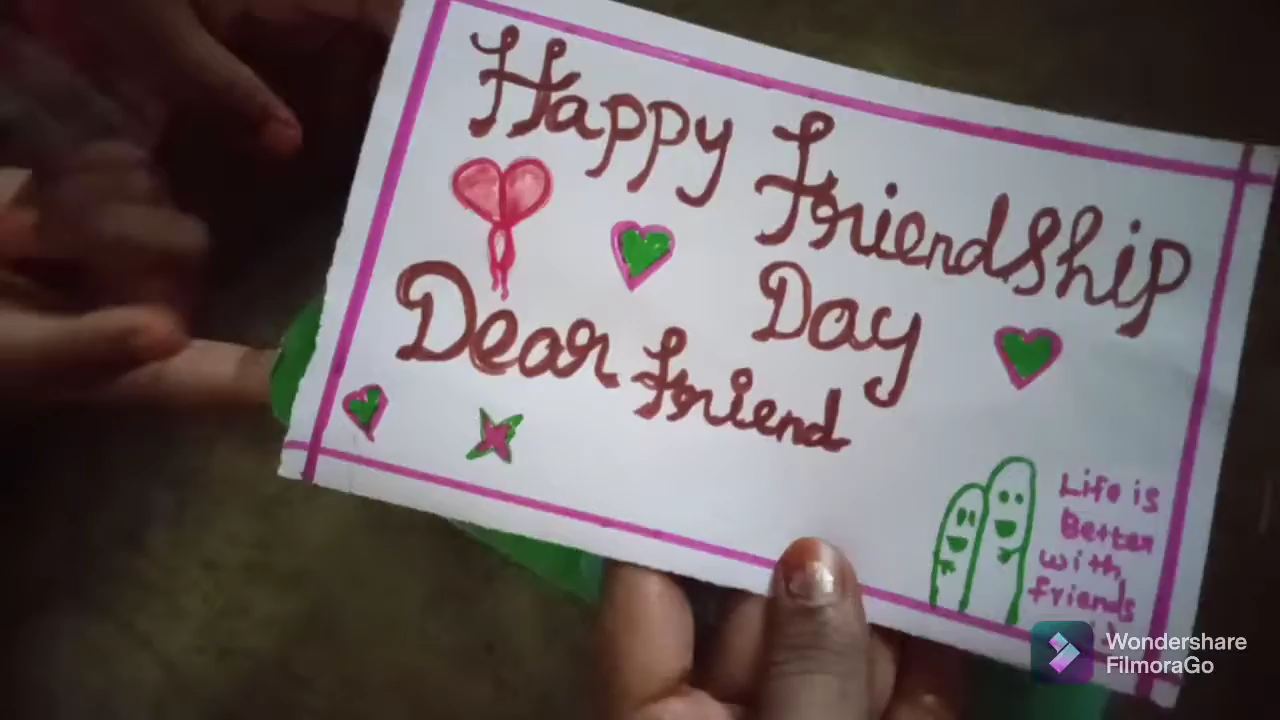 Happy Friendship
Day
Dear Friend
Life is
Better
with
friends
Wondershare
FilmoraGo